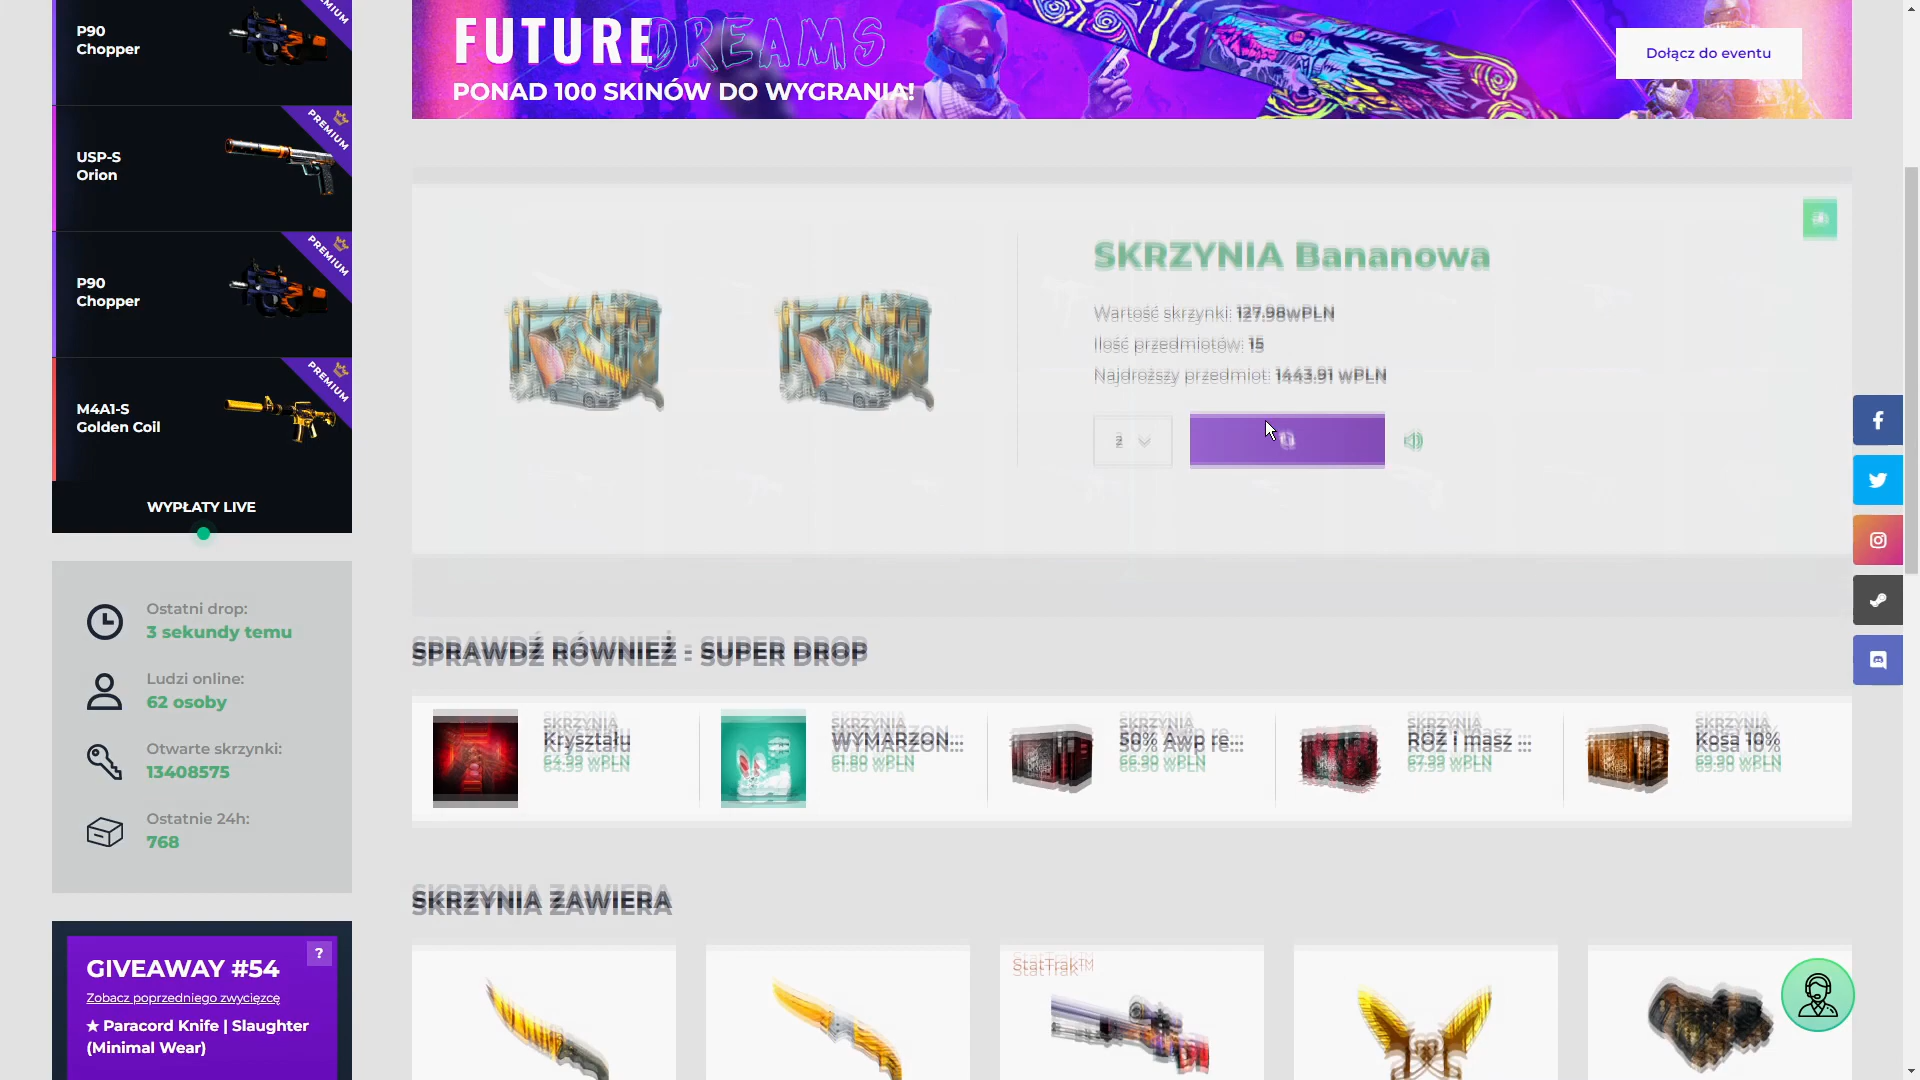 P90
Chopper
PREMIUM
USP-S
Orion
PREMIUM
P90
Chopper
PREMIUM
M4A1-S
Golden Coil
PREMIUM
WYPŁATY LIVE
Ostatni drop:
3 sekundy temu
Ludzi online:
62 osoby
Otwarte skrzynki:
13408575
Ostatnie 24h:
768
GIVEAWAY #54
?
Zobacz poprzedniego zwycięzcę
★ Paracord Knife | Slaughter
(Minimal Wear)
FUTURE DREAMS
PONAD 100 SKINÓW DO WYGRANIA!
Dołącz do eventu
SKRZYNIA Bananowa
Wartość skrzynki: 127.98wPLN
Ilość przedmiotów: 15
Najdroższy przedmiot: 1443.91 wPLN
2
SPRAWDŹ RÓWNIEŻ - SUPER DROP
SKRZYNIA
Kryształu
64.99 wPLN
SKRZYNIA
WYMARZON...
61.80 wPLN
SKRZYNIA
50% Awp re...
66.90 wPLN
SKRZYNIA
RÓŻ i masz ...
67.99 wPLN
SKRZYNIA
Kosa 10%
69.90 wPLN
SKRZYNIA ZAWIERA
StatTrak™